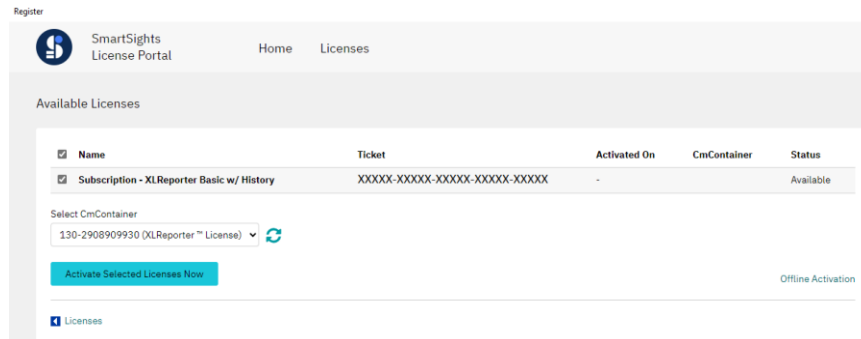 Register
SmartSights
License Portal
Home Licenses
Available Licenses
Name Ticket Activated On CmContainer Status
Subscription - XLReporter Basic w/ History XXXXX-XXXXX-XXXXX-XXXXX-XXXXX - Available
Select CmContainer
130-2908909930 (XLReporter™ License)
Activate Selected Licenses Now
Offline Activation
Licenses